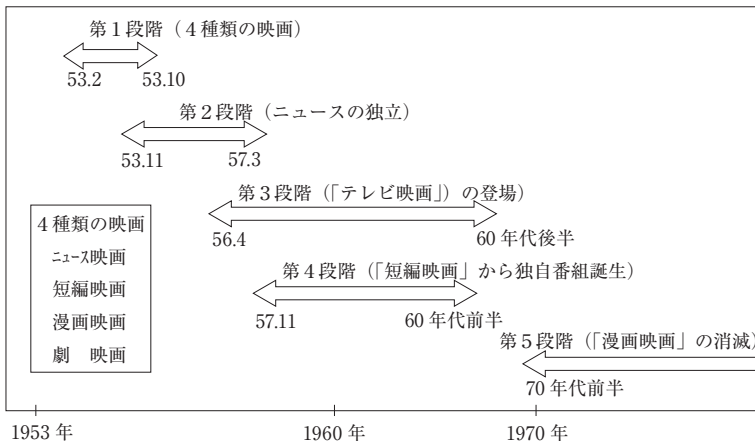 第１段階（４種類の映画）
53.2 53.10
第２段階（ニュースの独立）
53.11 57.3
第３段階（「テレビ映画」）の登場）
56.4 60 年代後半
第４段階（「短編映画」から独自番組誕生）
57.11 60 年代前半
第５段階（「漫画映画」の消滅）
70 年代前半
４種類の映画
ニュース映画
短編映画
漫画映画
劇　映画
1953 年 1960 年 1970 年